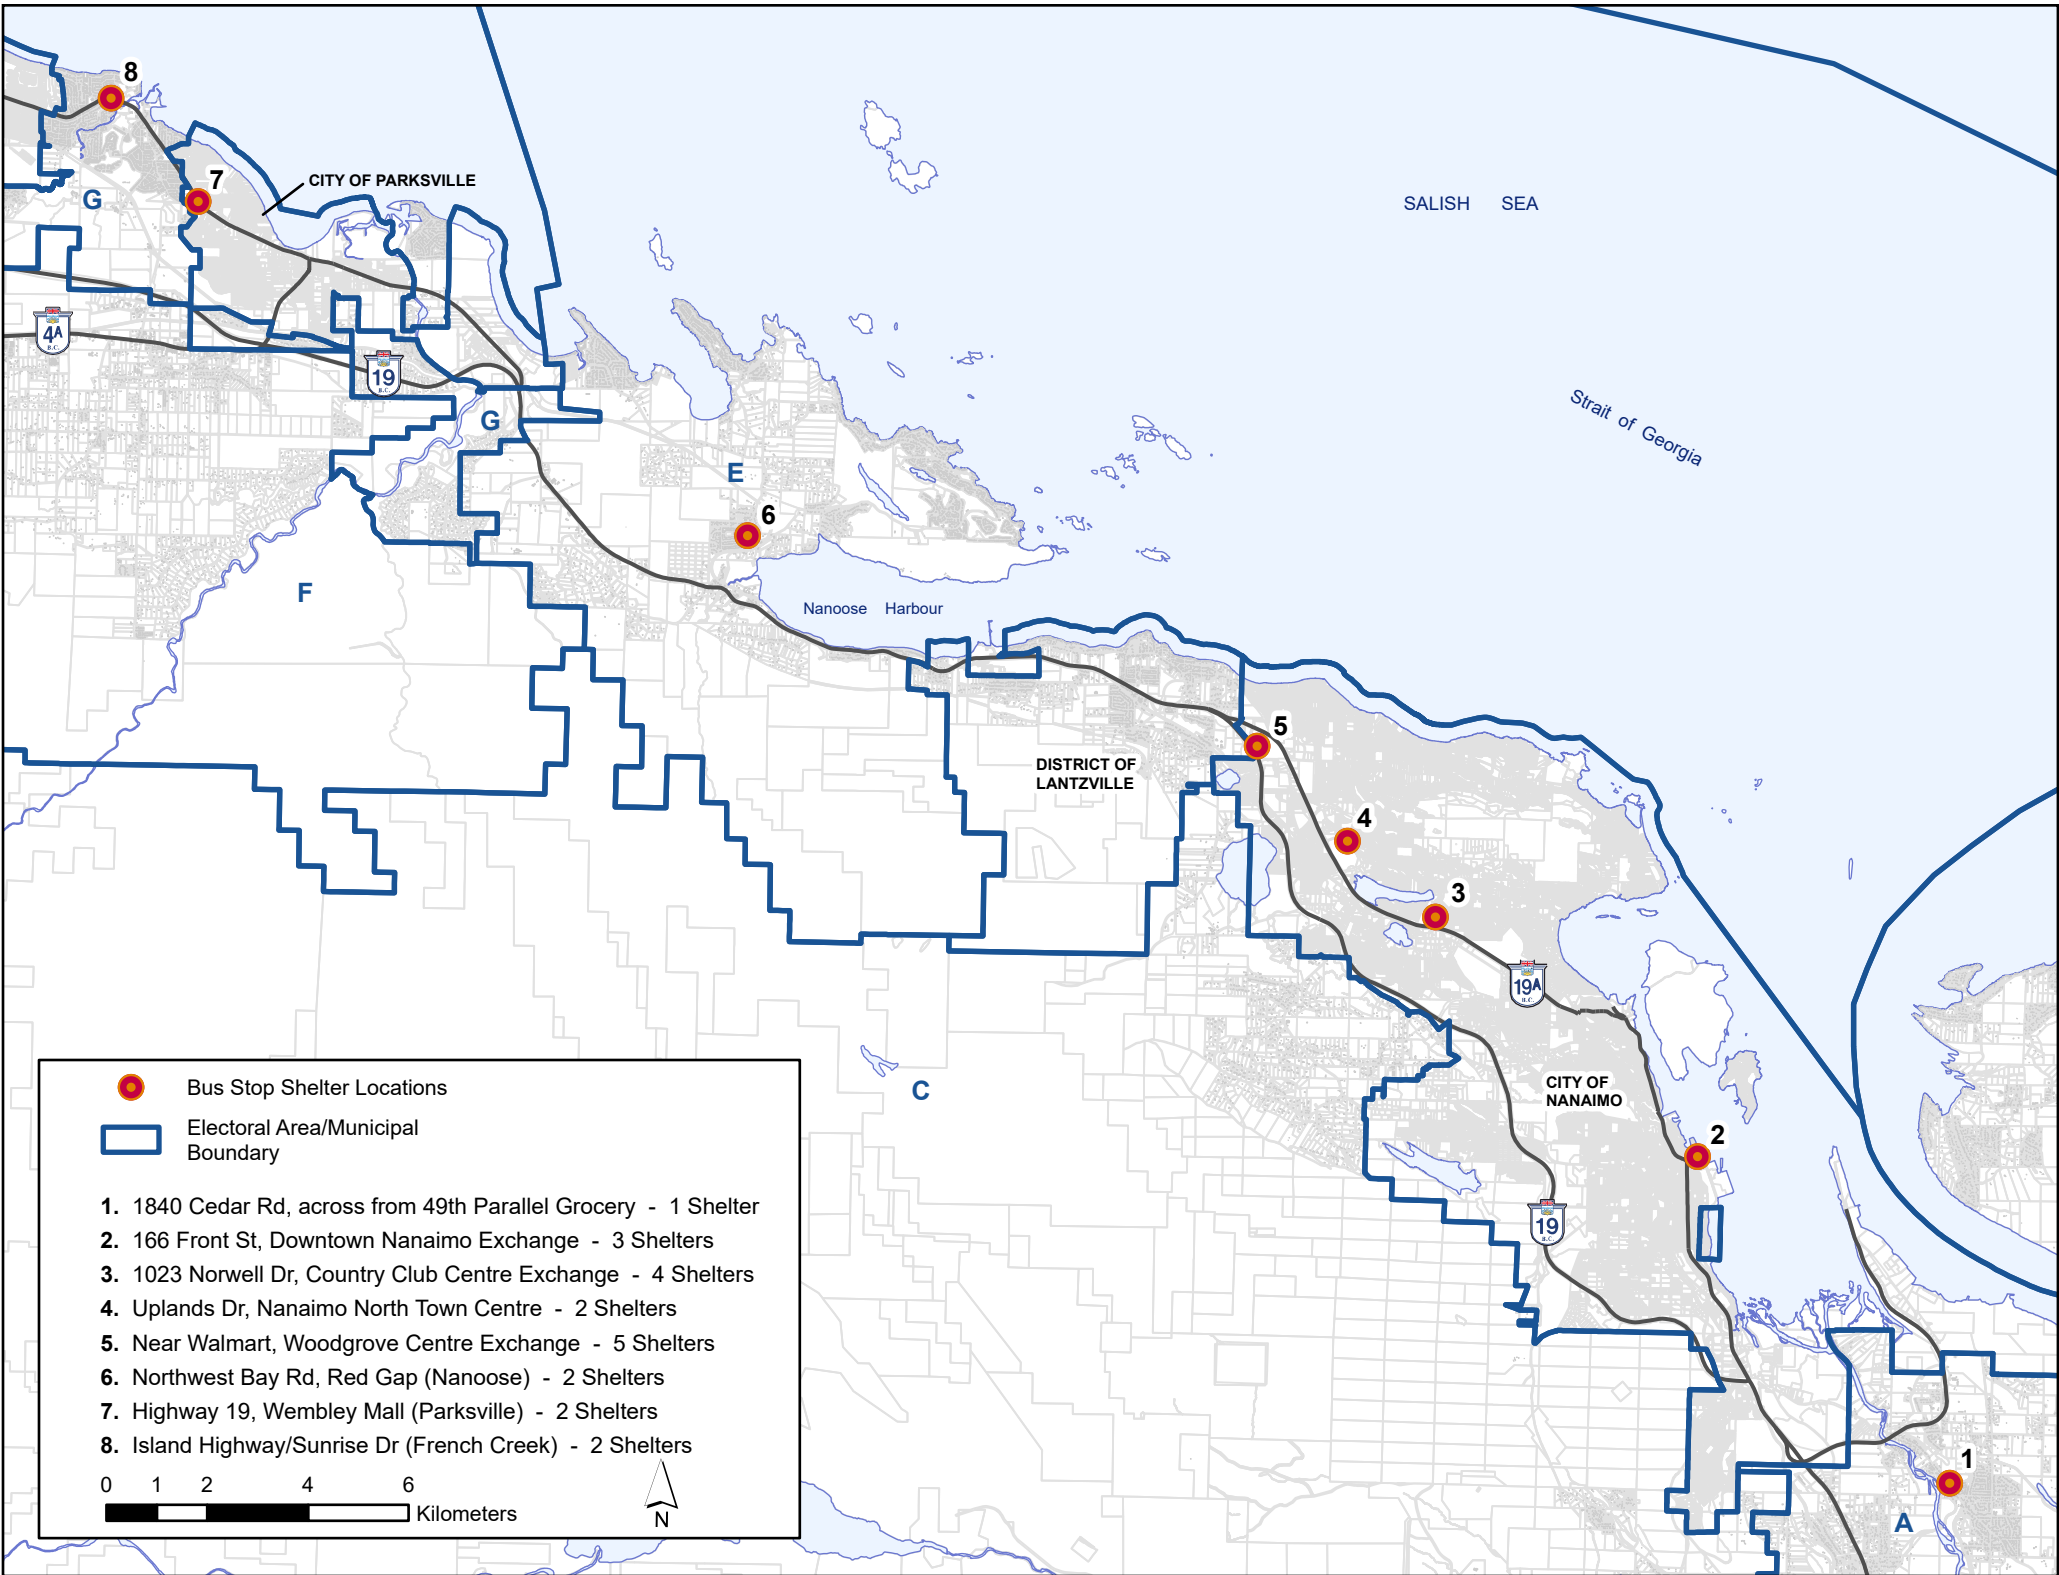 8
7
CITY OF PARKSVILLE
G
SALISH SEA
4A
B.C.
19
B.C.
G
Strait of Georgia
E
6
F
Nanoose Harbour
5
DISTRICT OF
LANTZVILLE
4
3
19A
B.C.
C
CITY OF
NANAIMO
2
19
B.C.
1
A
Bus Stop Shelter Locations
Electoral Area/Municipal
Boundary
1. 1840 Cedar Rd, across from 49th Parallel Grocery - 1 Shelter
2. 166 Front St, Downtown Nanaimo Exchange - 3 Shelters
3. 1023 Norwell Dr, Country Club Centre Exchange - 4 Shelters
4. Uplands Dr, Nanaimo North Town Centre - 2 Shelters
5. Near Walmart, Woodgrove Centre Exchange - 5 Shelters
6. Northwest Bay Rd, Red Gap (Nanoose) - 2 Shelters
7. Highway 19, Wembley Mall (Parksville) - 2 Shelters
8. Island Highway/Sunrise Dr (French Creek) - 2 Shelters
0 1 2 4 6
Kilometers
N